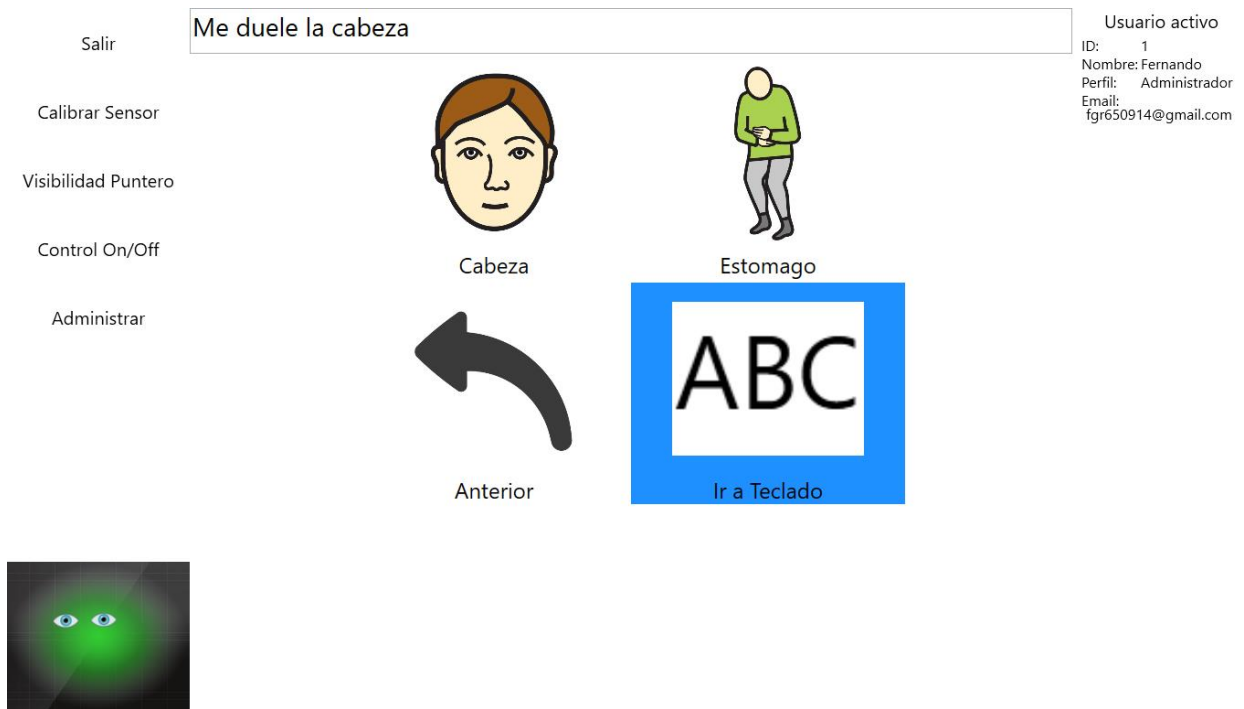 Salir
Calibrar Sensor
Visibilidad Puntero
Control On/Off
Administrar
Me duele la cabeza
Cabeza
Estomago
Anterior
ABC
Ir a Teclado
Usuario activo
ID: 1
Nombre: Fernando
Perfil: Administrador
Email:
fgr650914@gmail.com